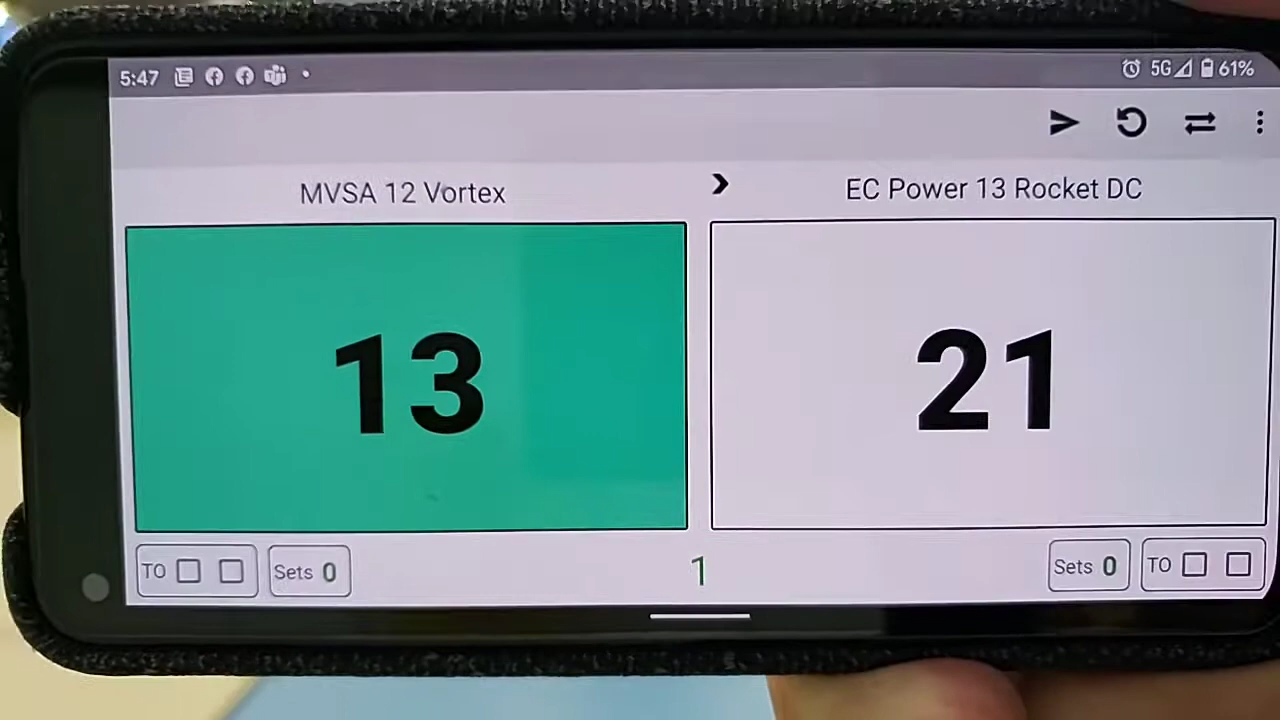 5:47 5G 61%
MVSA 12 Vortex EC Power 13 Rocket DC
13 21
TO Sets 0 1 Sets 0 TO